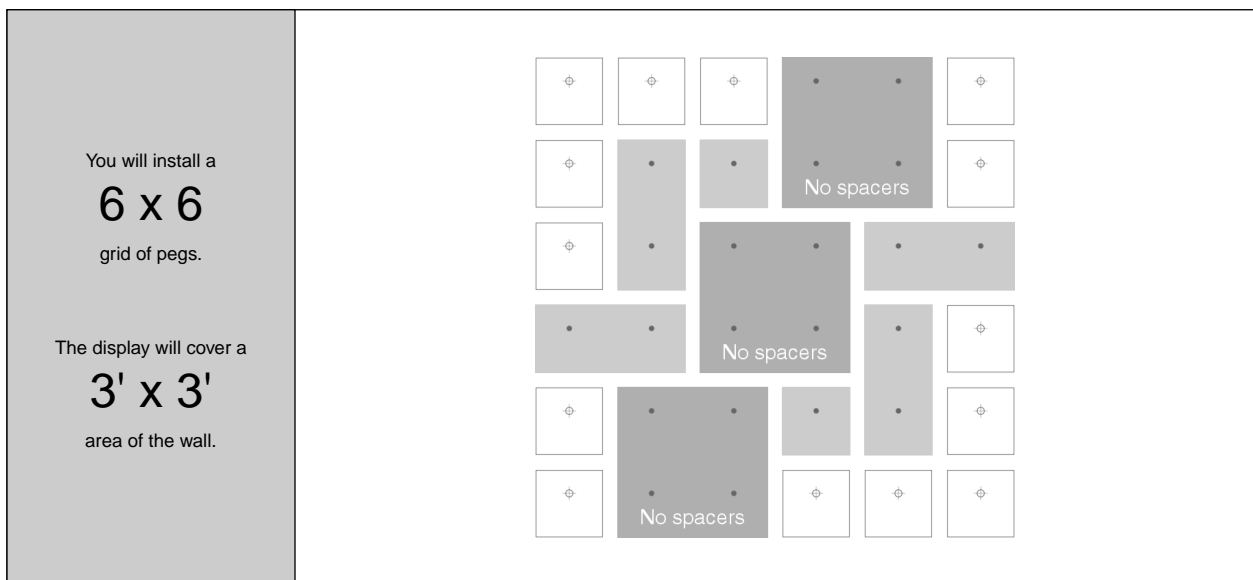 You will install a
6 x 6
grid of pegs.
The display will cover a
3' x 3'
area of the wall.
No spacers
No spacers
No spacers